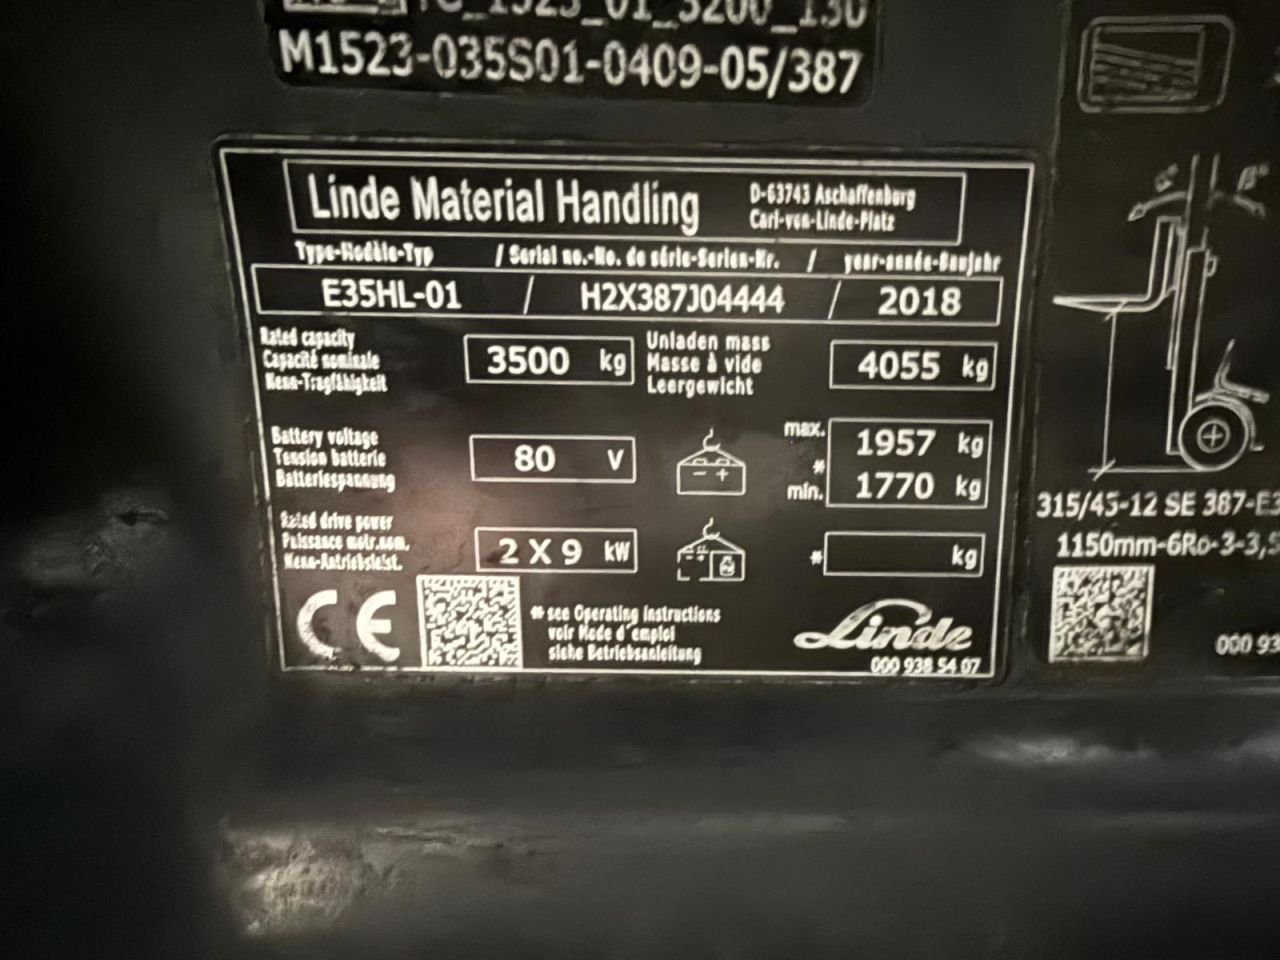 1523_01_3200_130
M1523-035S01-0409-05/387
Linde Material Handling
D-63743 Aschaffenburg
Carl-von-Linde-Platz
Type-Modèle-Typ / Serial no.-No. de série-Serien-Nr. / year-année-Baujahr
E35HL-01 / H2X387J04444 / 2018
Rated capacity
Capacité nominale
Nenn-Tragfähigkeit
3500 kg
Unladen mass
Masse à vide
Leergewicht
4055 kg
Battery voltage
Tension batterie
Batteriespannung
80 V
- +
max. 1957 kg
*
min. 1770 kg
Rated drive power
Puissance motr.nom.
Nenn-Antriebsleist.
2 X 9 kW
* kg
CE
* see Operating instructions
voir Mode d'emploi
siehe Betriebsanleitung
Linde
000 938 54 07
315/45-12 SE 387-E3
1150mm-6Ro-3-3,5
000 93